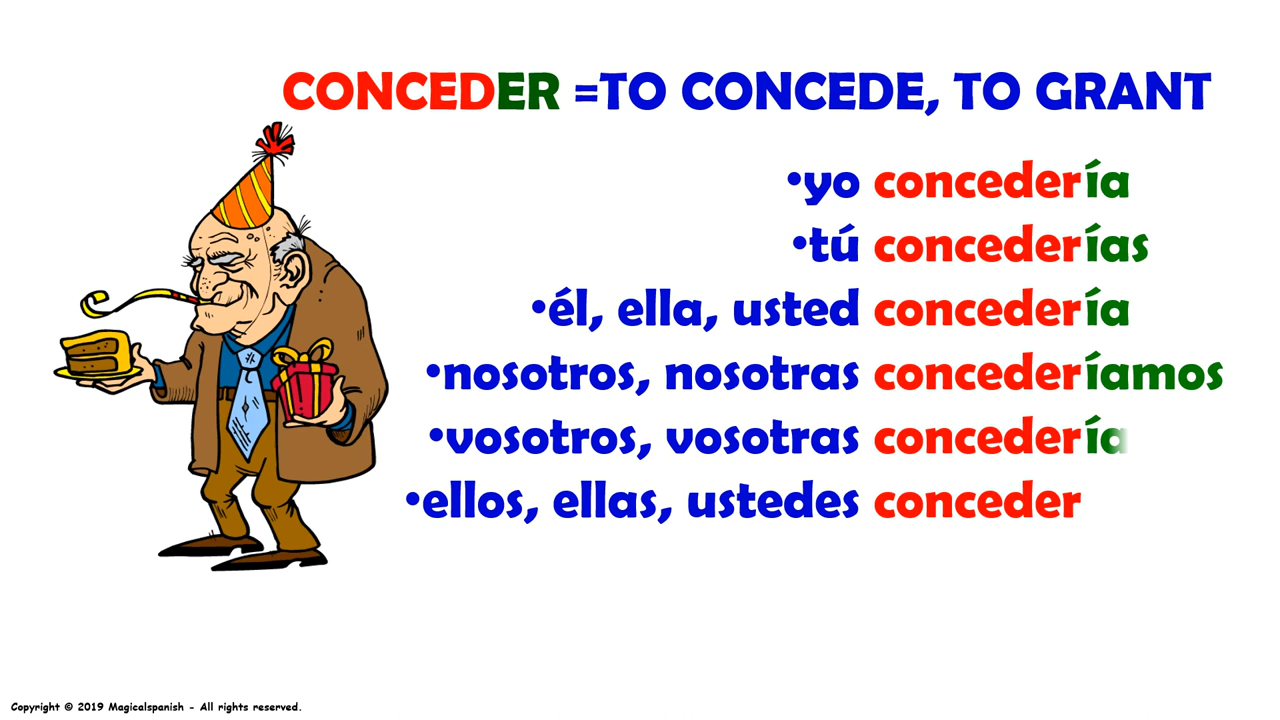 CONCEDER =TO CONCEDE, TO GRANT
•yo concedería
•tú concederías
•él, ella, usted concedería
•nosotros, nosotras concederíamos
•vosotros, vosotras concedería
•ellos, ellas, ustedes conceder
Copyright © 2019 Magicalspanish - All rights reserved.